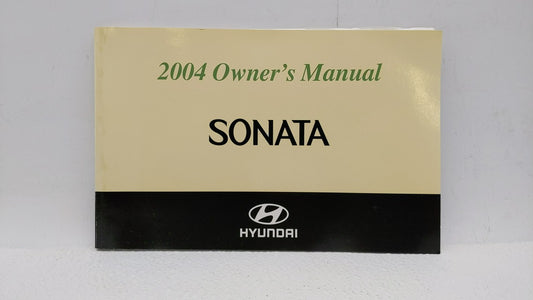 2004 Owner's Manual
SONATA
HYUNDAI